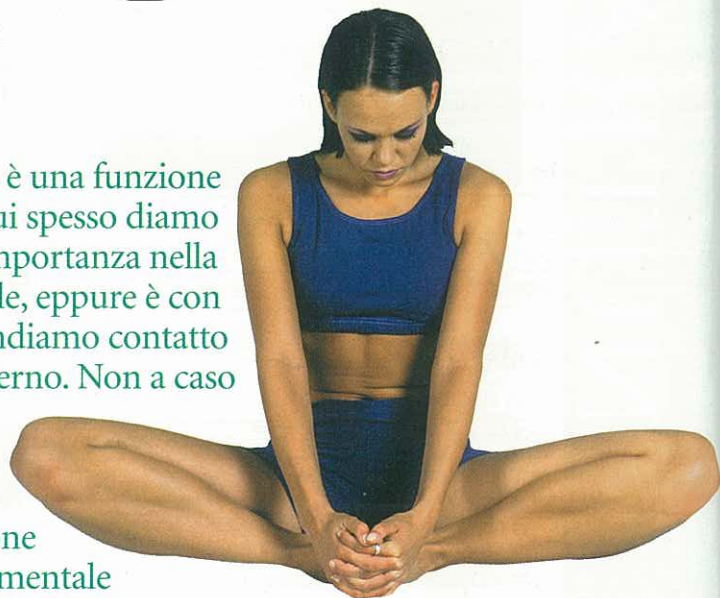 è una funzione
ui spesso diamo
mportanza nella
le, eppure è con
ndiamo contatto
erno. Non a caso
ne
mentale